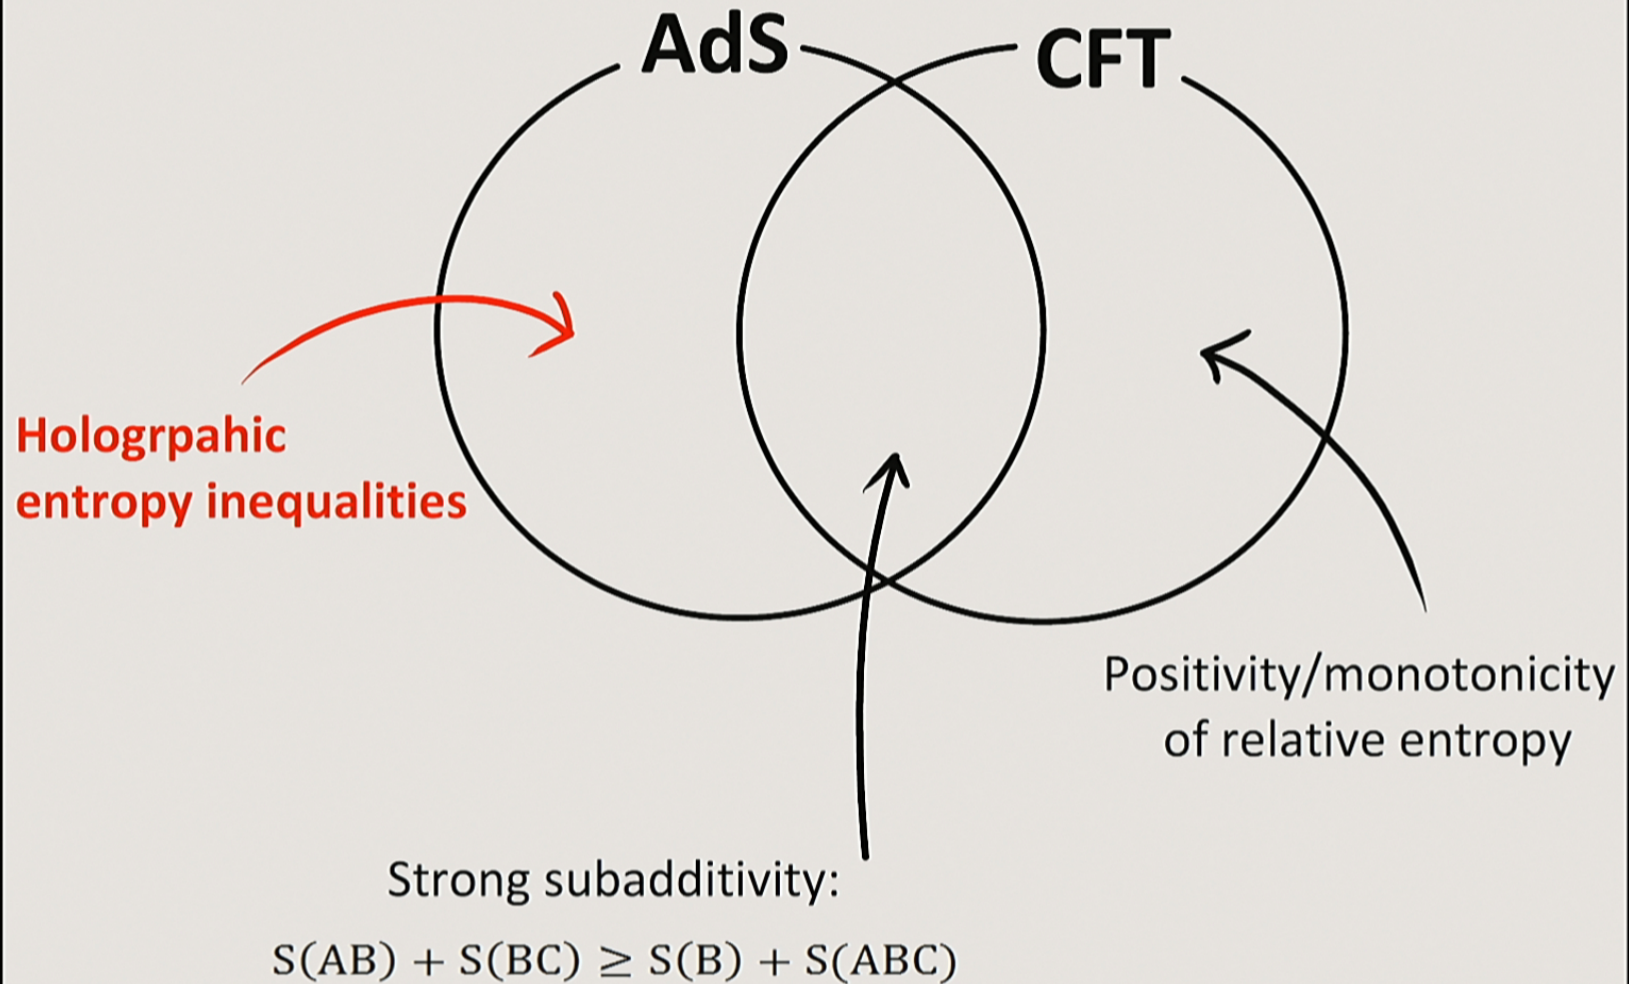 AdS
CFT
Hologrpahic
entropy inequalities
Positivity/monotonicity
of relative entropy
Strong subadditivity:
S(AB) + S(BC) ≥ S(B) + S(ABC)